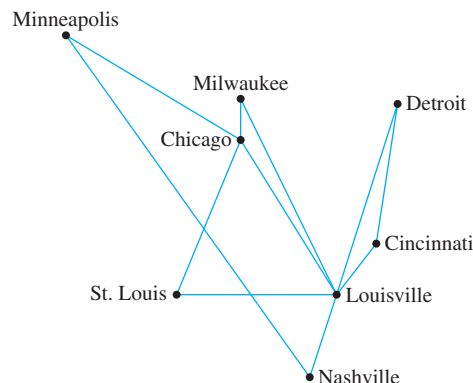 Minneapolis
Milwaukee
Detroit
Chicago
Cincinnati
St. Louis
Louisville
Nashville